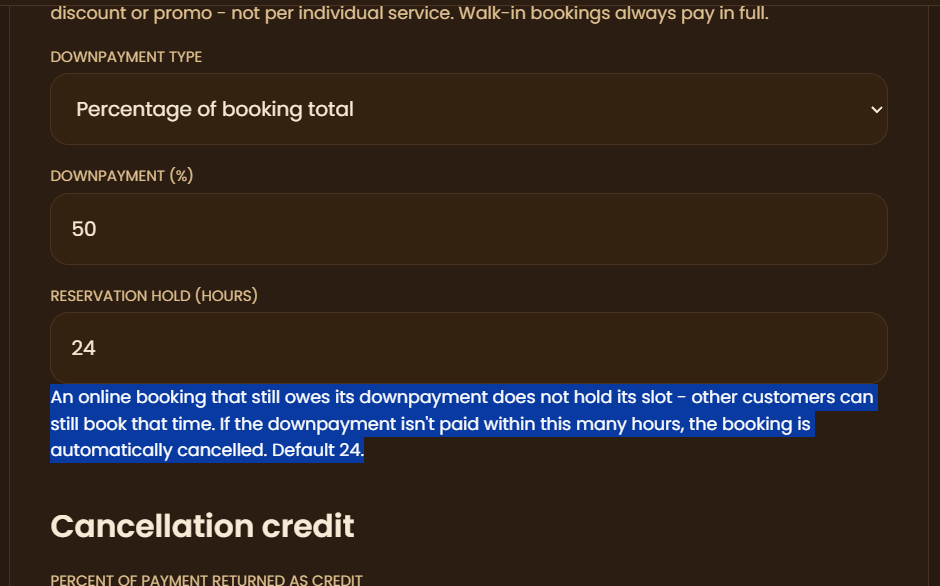 discount or promo - not per individual service. Walk-in bookings always pay in full.
DOWNPAYMENT TYPE
Percentage of booking total
DOWNPAYMENT (%)
50
RESERVATION HOLD (HOURS)
24
An online booking that still owes its downpayment does not hold its slot - other customers can
still book that time. If the downpayment isn't paid within this many hours, the booking is
automatically cancelled. Default 24.
Cancellation credit
PERCENT OF PAYMENT RETURNED AS CREDIT